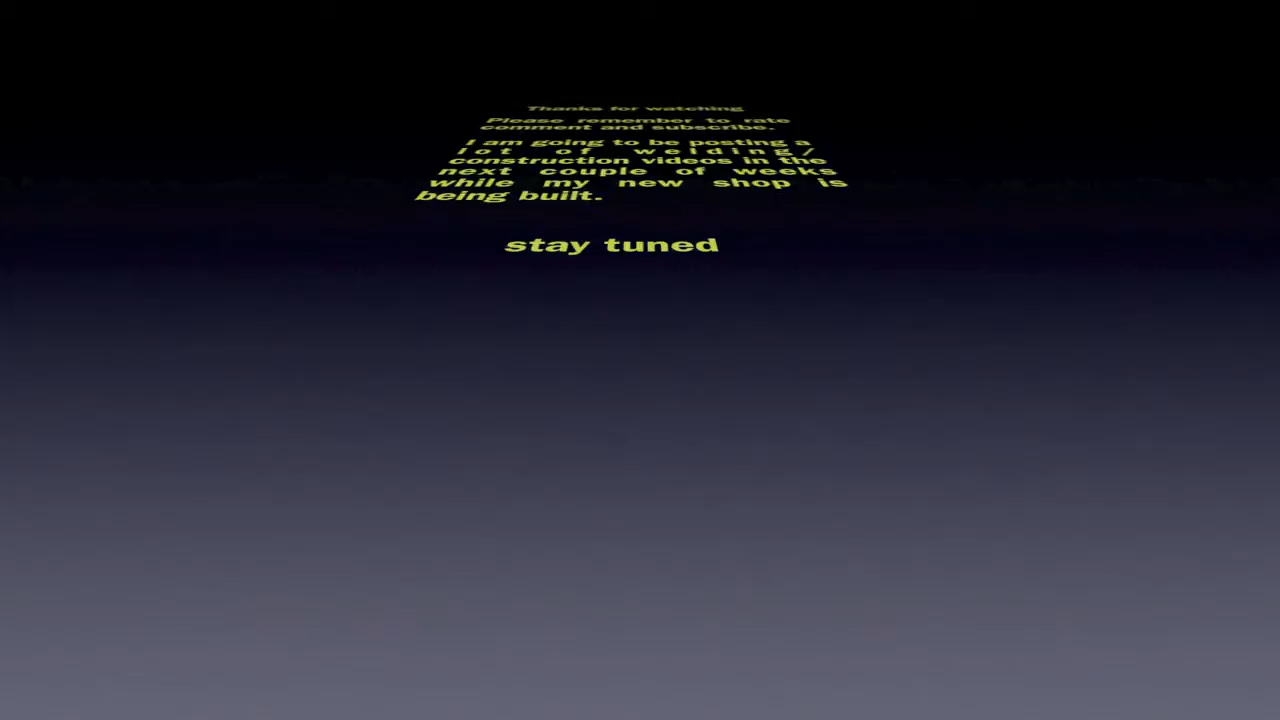 Thanks for watching
Please remember to rate
comment and subscribe.
I am going to be posting a
lot of welding/
construction videos in the
next couple of weeks
while my new shop is
being built.
stay tuned